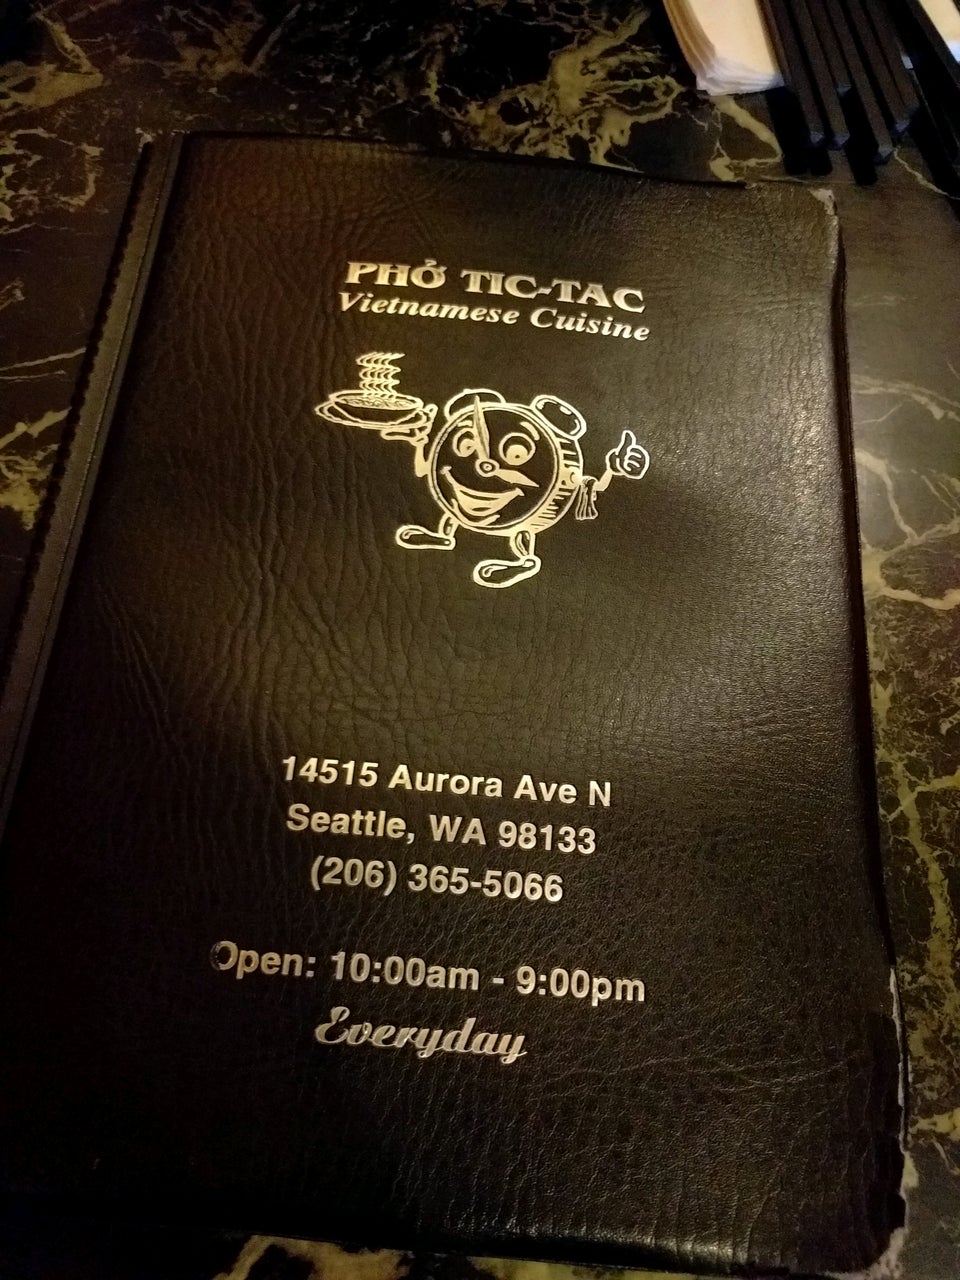 PHỞ TIC-TAC
Vietnamese Cuisine
14515 Aurora Ave N
Seattle, WA 98133
(206) 365-5066
Open: 10:00am - 9:00pm
Everyday